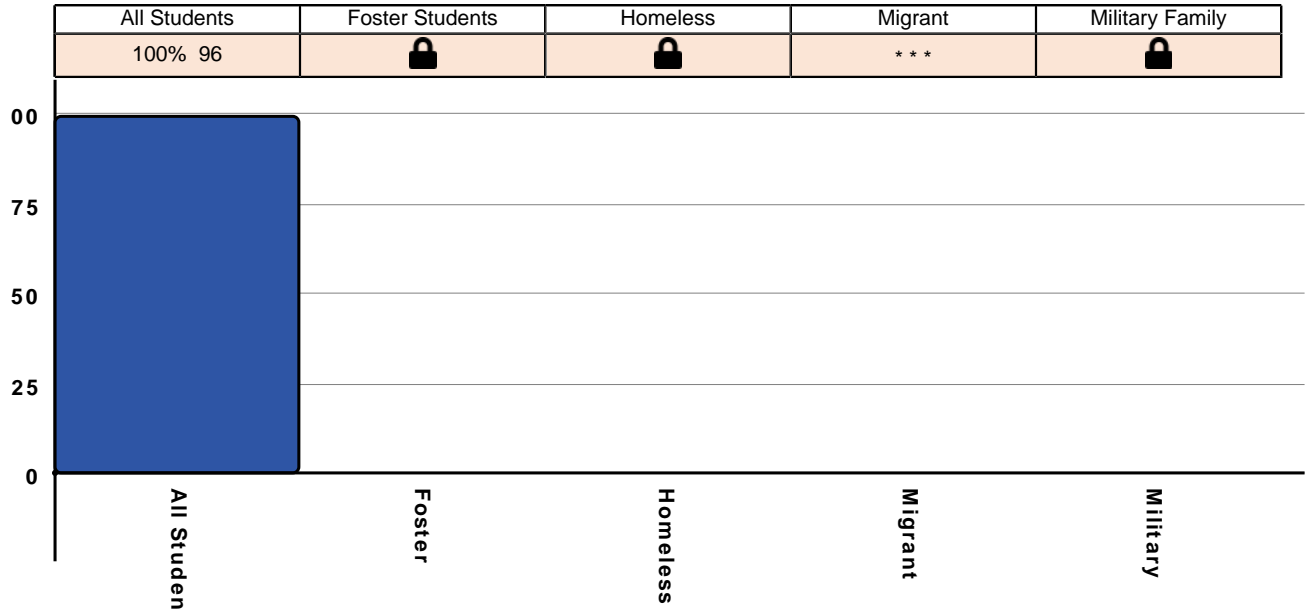 All Students Foster Students Homeless Migrant Military Family
100% 96 * * *
00
75
50
25
0
All Studen
Foster
Homeless
Migrant
Military